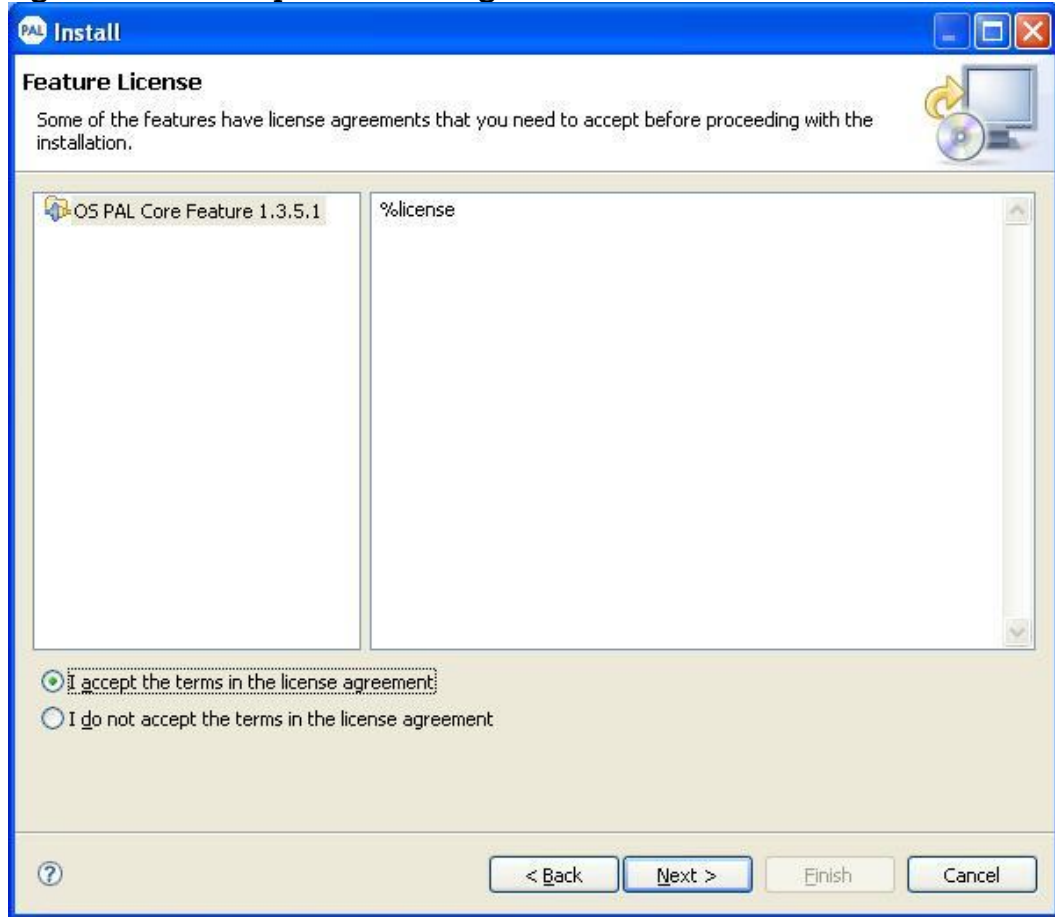 PAL Install
Feature License
Some of the features have license agreements that you need to accept before proceeding with the
installation.
OS PAL Core Feature 1.3.5.1
%license
I accept the terms in the license agreement
I do not accept the terms in the license agreement
? < Back Next > Finish Cancel